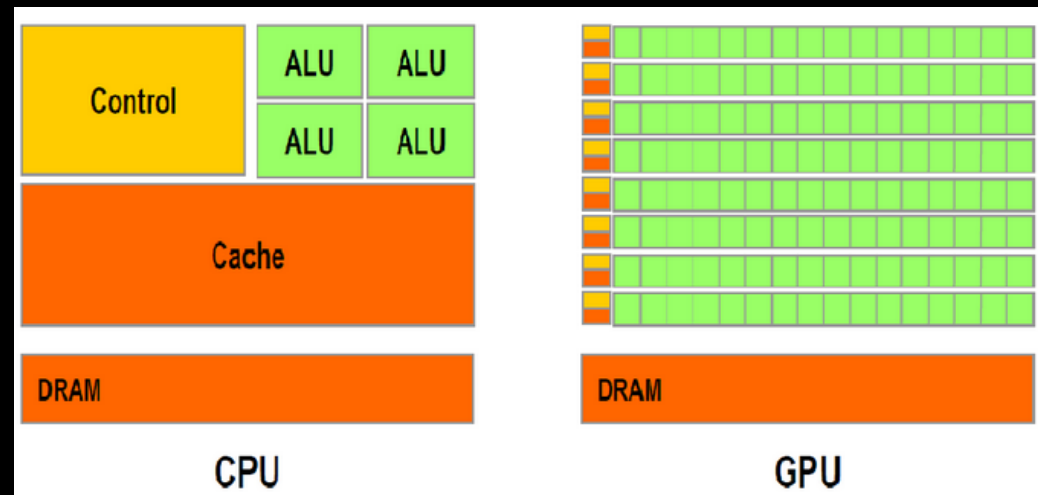 ALU ALU
Control
ALU ALU
Cache
DRAM
DRAM
CPU
GPU